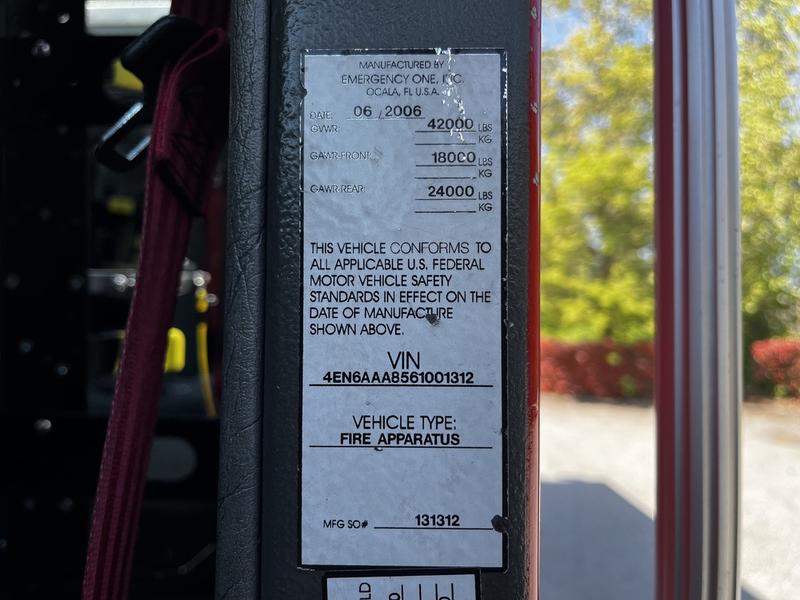 MANUFACTURED BY
EMERGENCY ONE, INC.
OCALA, FL U.S.A.
DATE: 06 / 2006
GVWR: 42000 LBS
KG
GAWR-FRONT: 18000 LBS
KG
GAWR-REAR: 24000 LBS
KG
THIS VEHICLE CONFORMS TO
ALL APPLICABLE U.S. FEDERAL
MOTOR VEHICLE SAFETY
STANDARDS IN EFFECT ON THE
DATE OF MANUFACTURE
SHOWN ABOVE.
VIN
4EN6AAA8561001312
VEHICLE TYPE:
FIRE APPARATUS
MFG SO# 131312